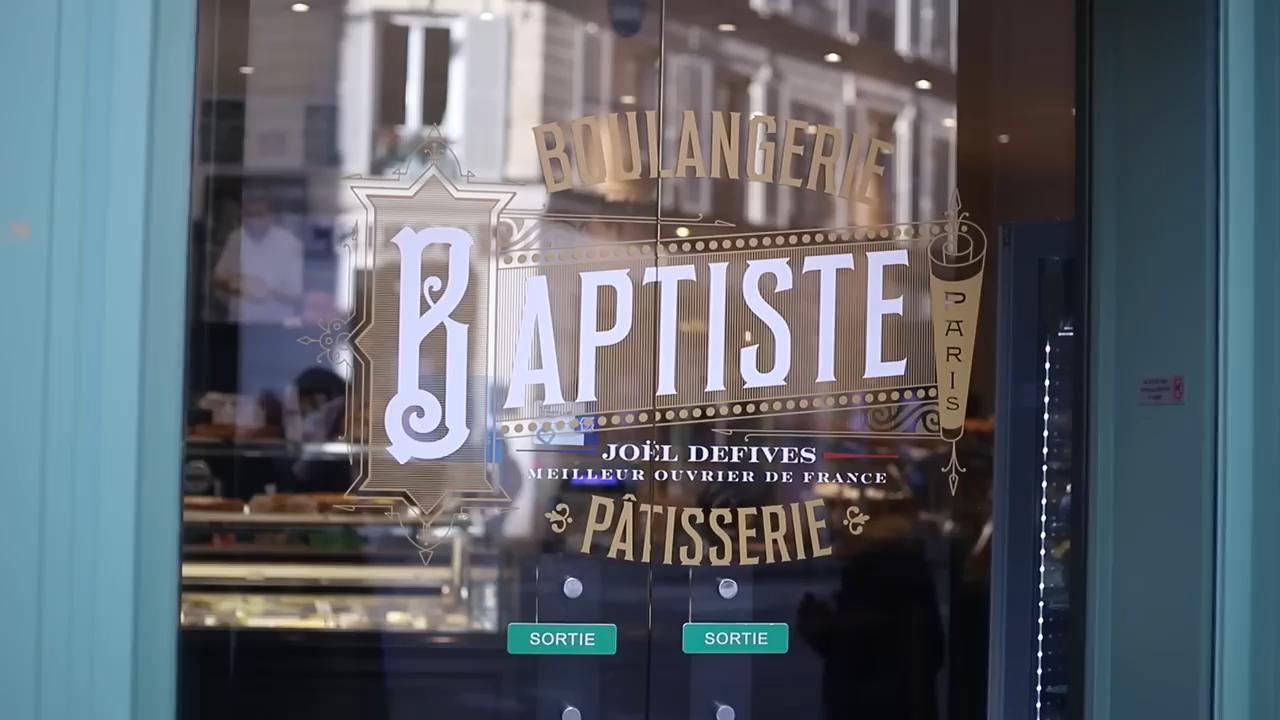 BOULANGERIE
BAPTISTE
PARIS
JOËL DEFIVES
MEILLEUR OUVRIER DE FRANCE
PÂTISSERIE
SORTIE
SORTIE